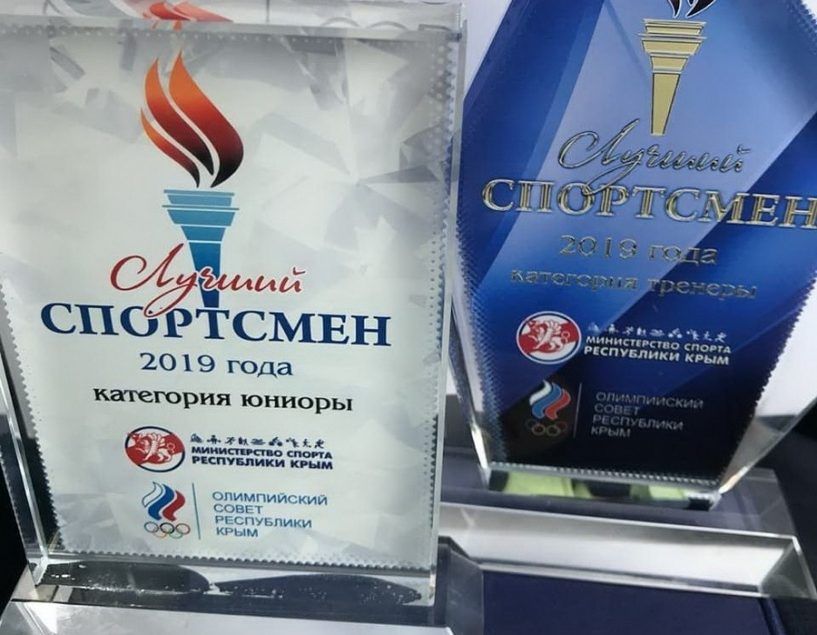 Лучший
СПОРТСМЕН
2019 года
категория юниоры
МИНИСТЕРСТВО СПОРТА
РЕСПУБЛИКИ КРЫМ
ОЛИМПИЙСКИЙ
СОВЕТ
РЕСПУБЛИКИ
КРЫМ
Лучший
СПОРТСМЕН
2019 года
категория тренеры
МИНИСТЕРСТВО СПОРТА
РЕСПУБЛИКИ КРЫМ
ОЛИМПИЙСКИЙ
СОВЕТ
РЕСПУБЛИКИ
КРЫМ